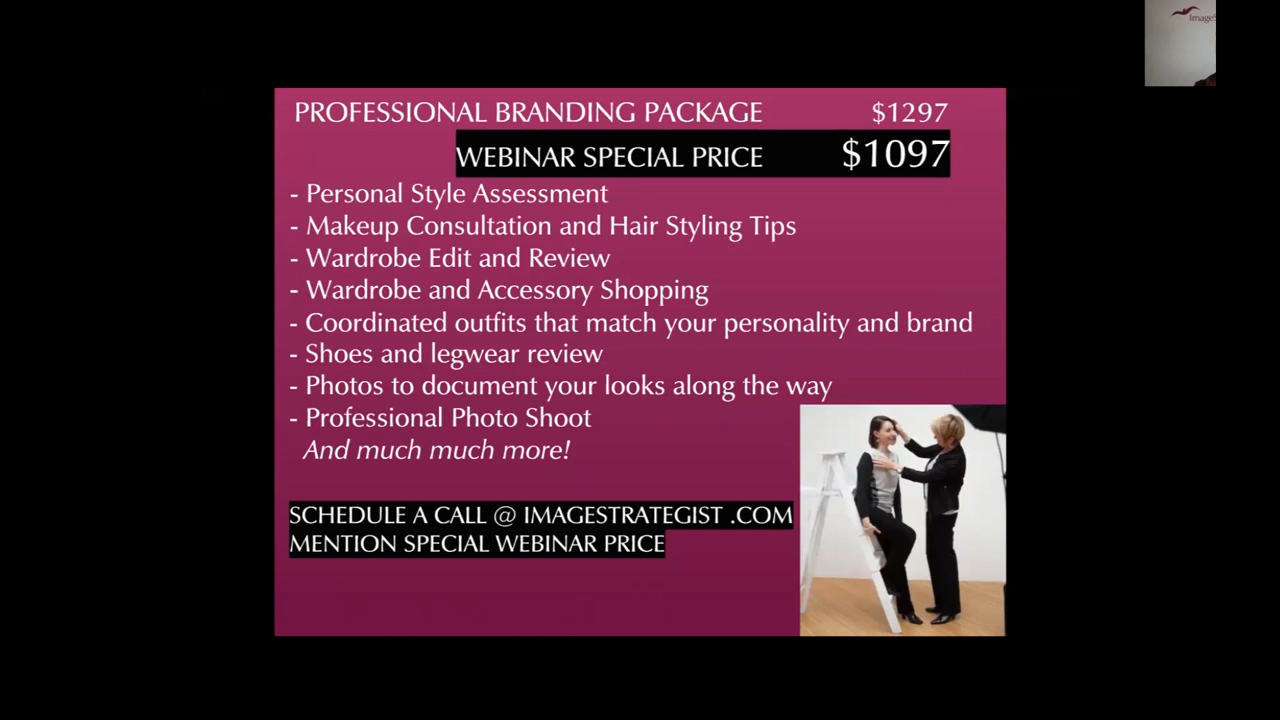 PROFESSIONAL BRANDING PACKAGE $1297
WEBINAR SPECIAL PRICE $1097
- Personal Style Assessment
- Makeup Consultation and Hair Styling Tips
- Wardrobe Edit and Review
- Wardrobe and Accessory Shopping
- Coordinated outfits that match your personality and brand
- Shoes and legwear review
- Photos to document your looks along the way
- Professional Photo Shoot
And much much more!
SCHEDULE A CALL @ IMAGESTRATEGIST .COM
MENTION SPECIAL WEBINAR PRICE